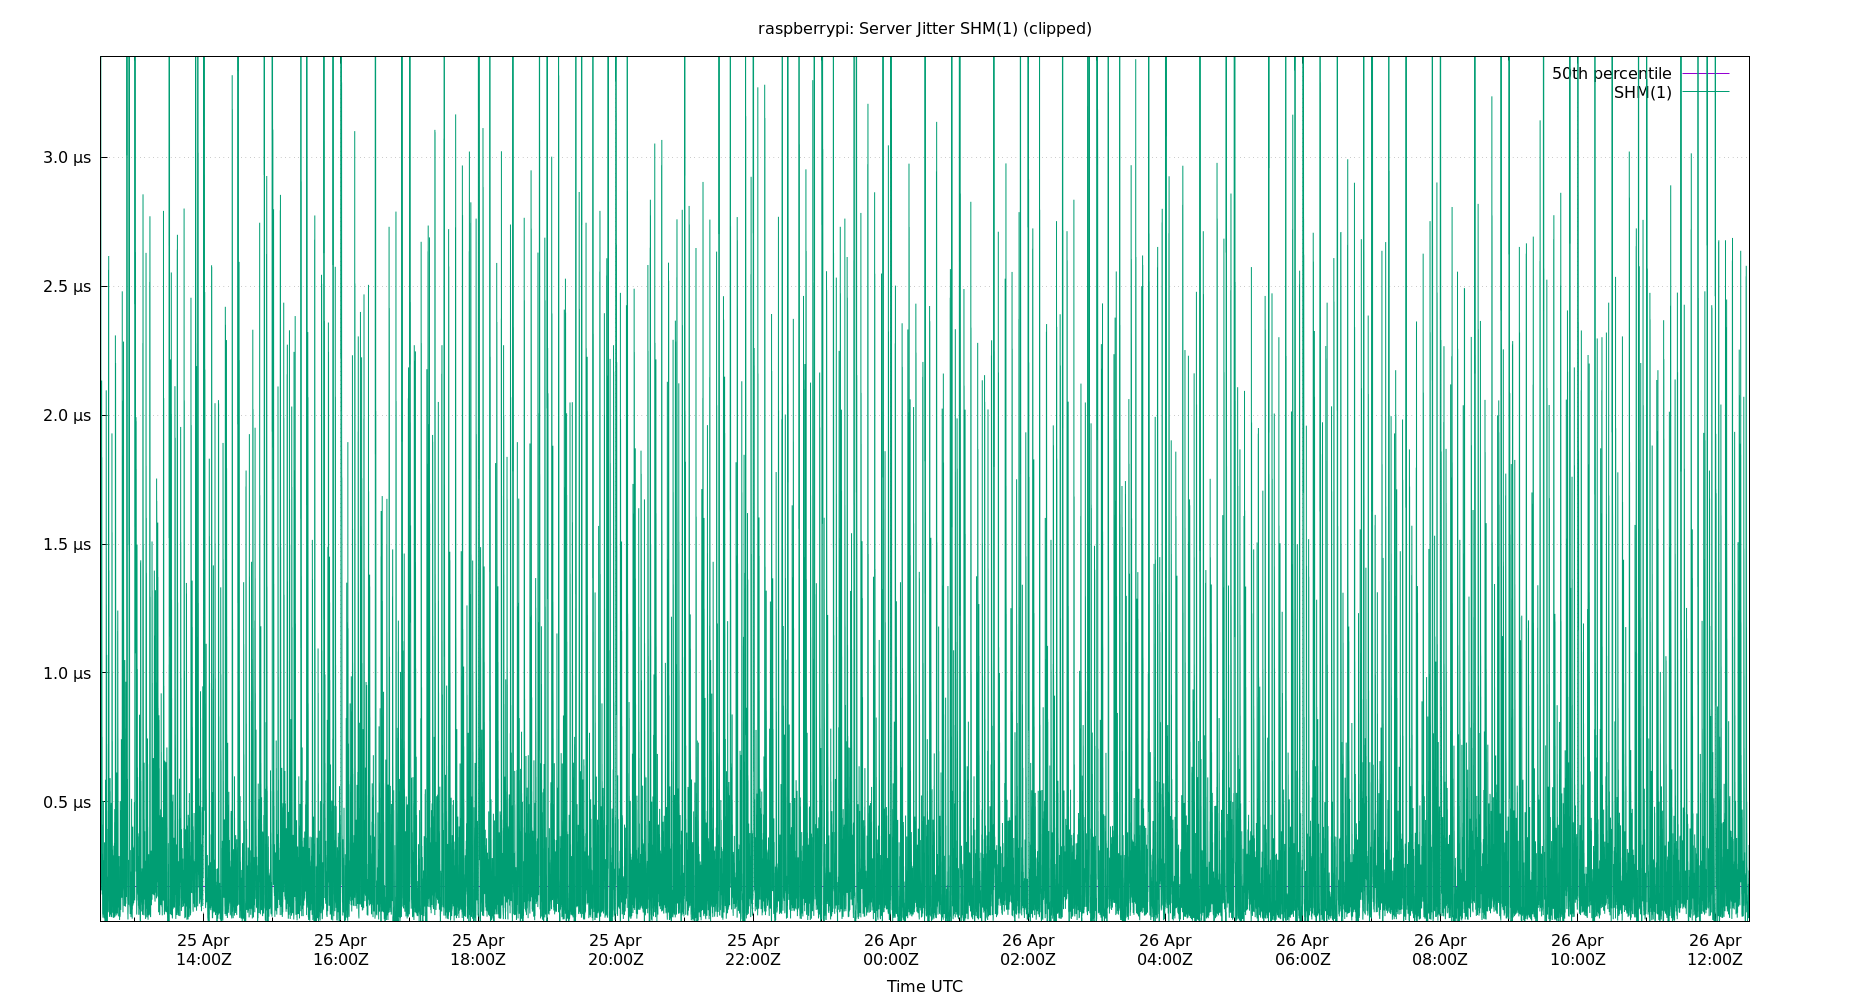 raspberrypi: Server Jitter SHM(1) (clipped)
50th percentile
SHM(1)
3.0 µs
2.5 µs
2.0 µs
1.5 µs
1.0 µs
0.5 µs
25 Apr 25 Apr 25 Apr 25 Apr 25 Apr 26 Apr 26 Apr 26 Apr 26 Apr 26 Apr 26 Apr 26 Apr
14:00Z 16:00Z 18:00Z 20:00Z 22:00Z 00:00Z 02:00Z 04:00Z 06:00Z 08:00Z 10:00Z 12:00Z
Time UTC